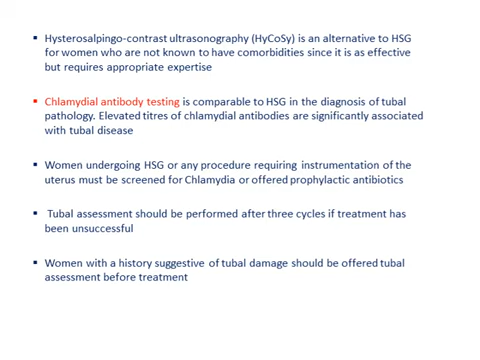 ▪ Hysterosalpingo-contrast ultrasonography (HyCoSy) is an alternative to HSG
for women who are not known to have comorbidities since it is as effective
but requires appropriate expertise
▪ Chlamydial antibody testing is comparable to HSG in the diagnosis of tubal
pathology. Elevated titres of chlamydial antibodies are significantly associated
with tubal disease
▪ Women undergoing HSG or any procedure requiring instrumentation of the
uterus must be screened for Chlamydia or offered prophylactic antibiotics
▪ Tubal assessment should be performed after three cycles if treatment has
been unsuccessful
▪ Women with a history suggestive of tubal damage should be offered tubal
assessment before treatment